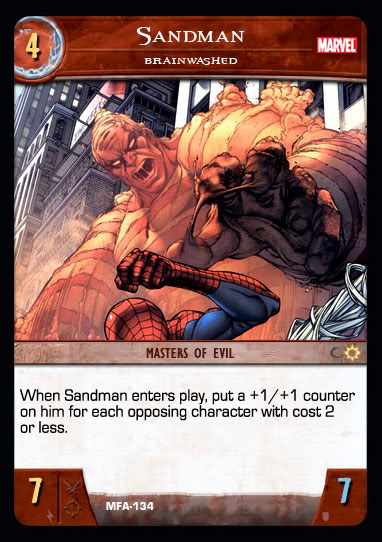 4
SANDMAN
BRAINWASHED
MARVEL
MASTERS OF EVIL
C
When Sandman enters play, put a +1/+1 counter
on him for each opposing character with cost 2
or less.
7
MFA-134
7